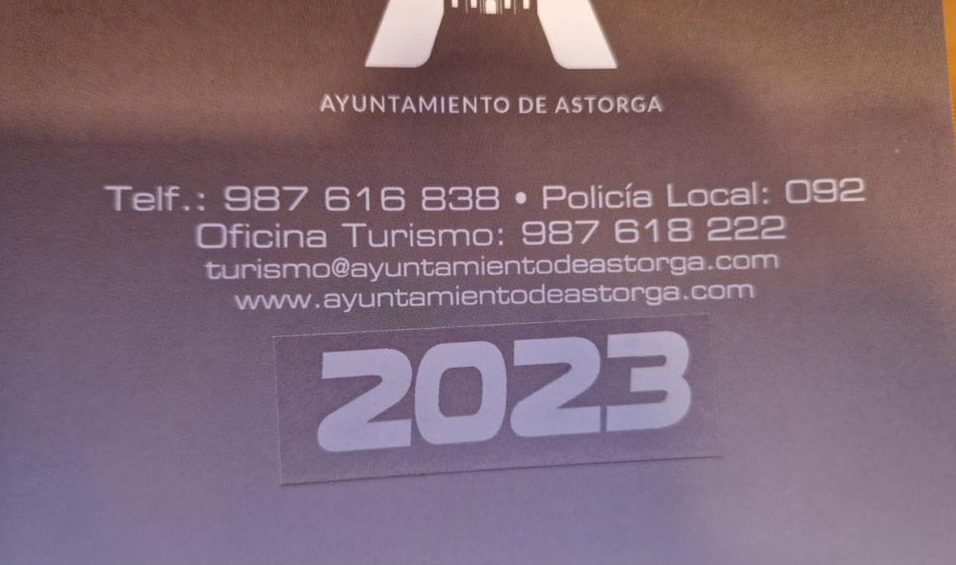 AYUNTAMIENTO DE ASTORGA
Telf.: 987 616 838 • Policía Local: 092
Oficina Turismo: 987 618 222
turismo@ayuntamientodeastorga.com
www.ayuntamientodeastorga.com
2023